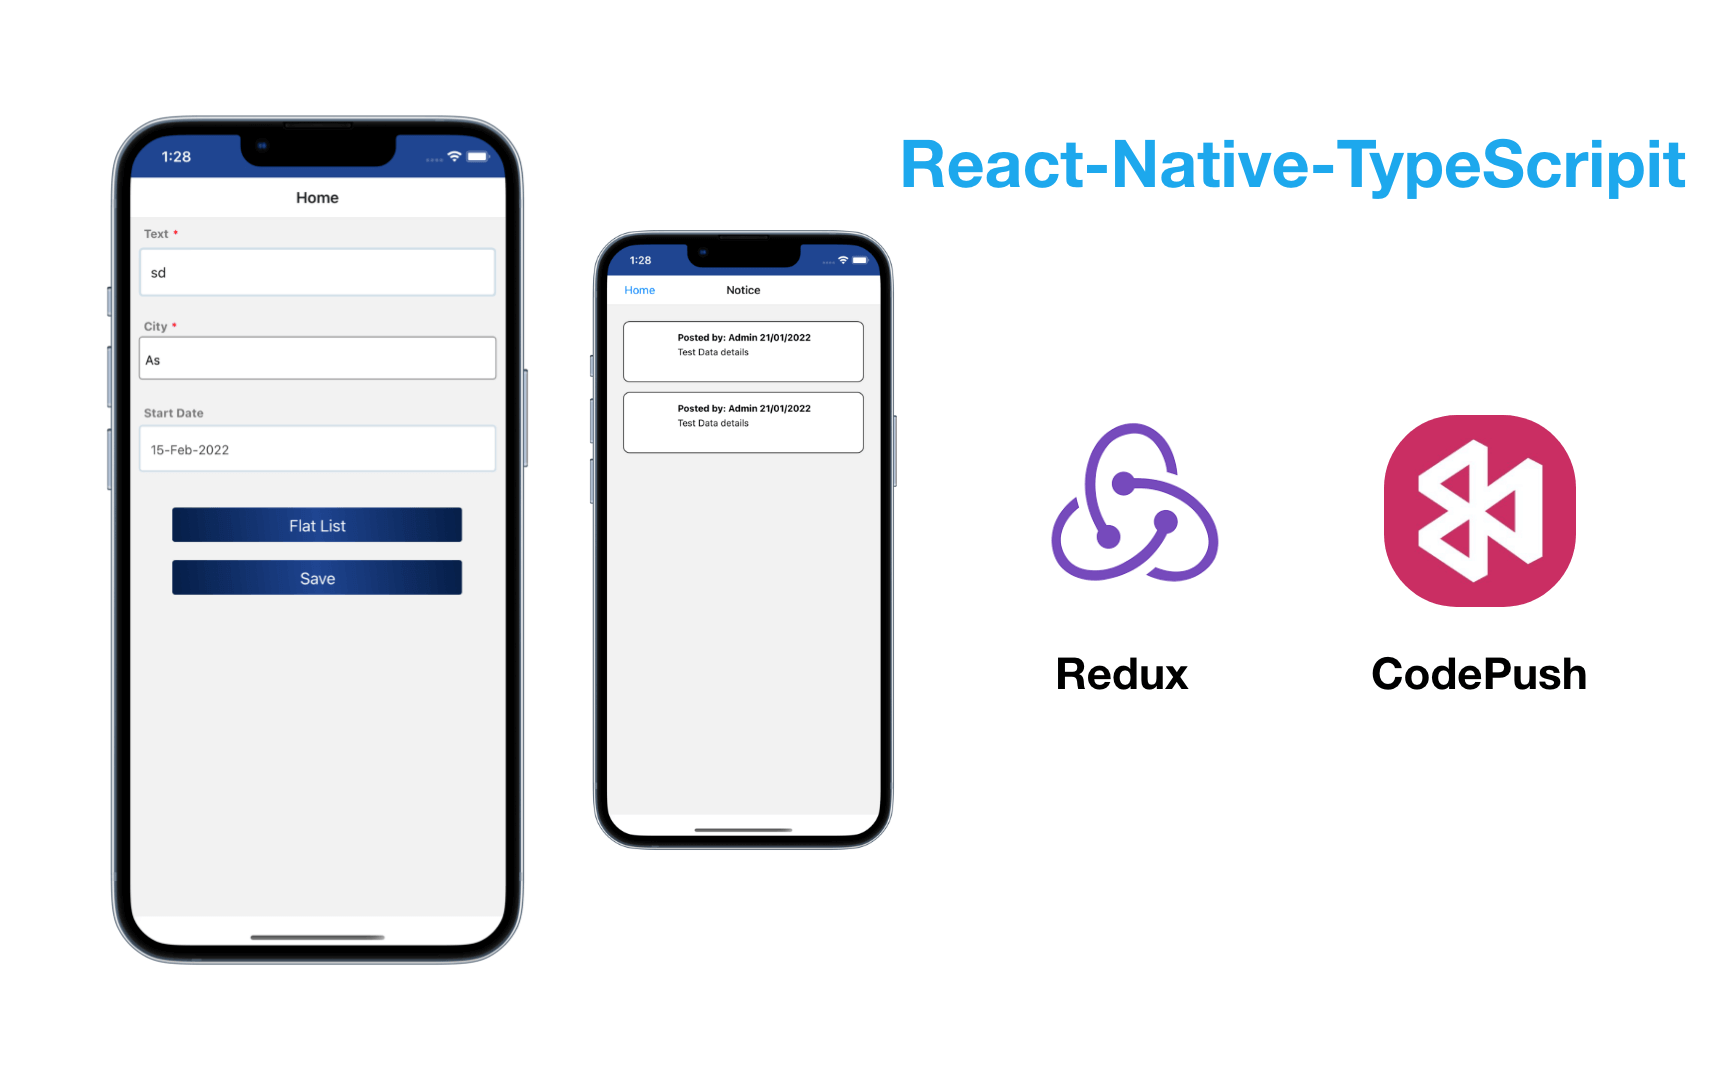 1:28
Home
Text *
sd
City *
As
Start Date
15-Feb-2022
Flat List
Save
1:28
Home Notice
Posted by: Admin 21/01/2022
Test Data details
Posted by: Admin 21/01/2022
Test Data details
React-Native-TypeScripit
Redux CodePush